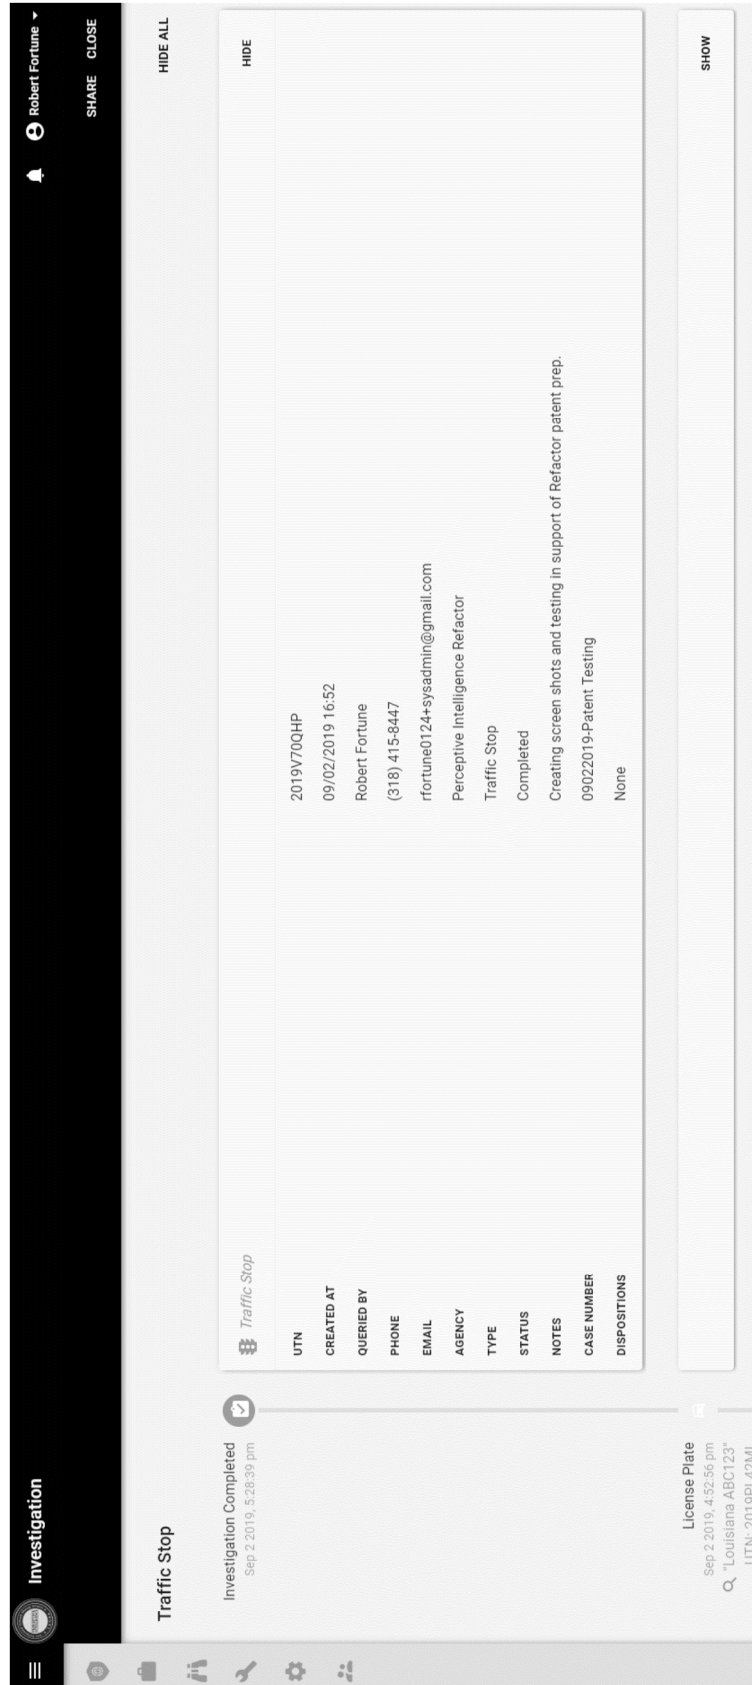 Investigation
Robert Fortune
SHARE CLOSE
Traffic Stop
HIDE ALL
Investigation Completed
Sep 2 2019, 5:28:39 pm
Traffic Stop
HIDE
UTN 2019V70QHP
CREATED AT 09/02/2019 16:52
QUERIED BY Robert Fortune
PHONE (318) 415-8447
EMAIL rfortune0124+sysadmin@gmail.com
AGENCY Perceptive Intelligence Refactor
TYPE Traffic Stop
STATUS Completed
NOTES Creating screen shots and testing in support of Refactor patent prep.
CASE NUMBER 09022019-Patent Testing
DISPOSITIONS None
License Plate
SHOW
Sep 2 2019, 4:52:56 pm
"Louisiana ABC123"
UTN: